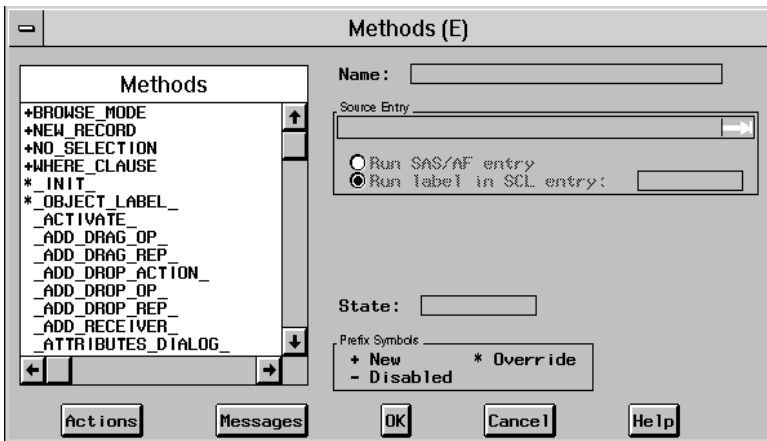 Methods (E)
Methods
+BROWSE_MODE
+NEW_RECORD
+NO_SELECTION
+WHERE_CLAUSE
*_INIT_
*_OBJECT_LABEL_
_ACTIVATE_
_ADD_DRAG_OP_
_ADD_DRAG_REP_
_ADD_DROP_ACTION_
_ADD_DROP_OP_
_ADD_DROP_REP_
_ADD_RECEIVER_
_ATTRIBUTES_DIALOG_
Name:
Source Entry
Run SAS/AF entry
Run label in SCL entry:
State:
Prefix Symbols
+ New * Override
- Disabled
Actions Messages OK Cancel Help